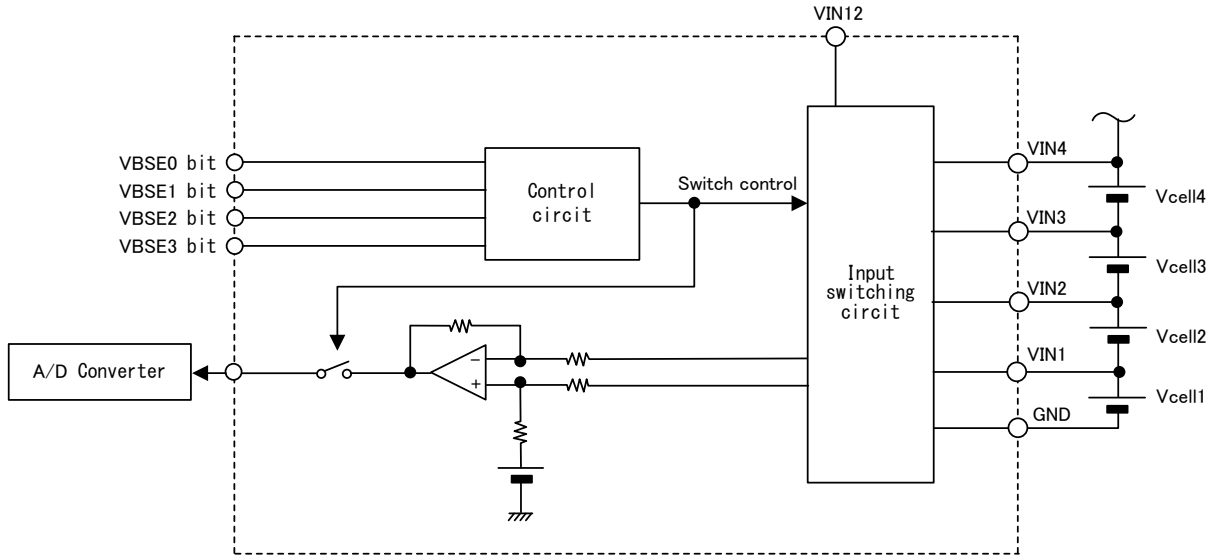 VIN12
VBSE0 bit
VBSE1 bit
VBSE2 bit
VBSE3 bit
Control
circit
Switch control
Input
switching
circit
VIN4
VIN3
VIN2
VIN1
GND
Vcell4
Vcell3
Vcell2
Vcell1
A/D Converter
-
+